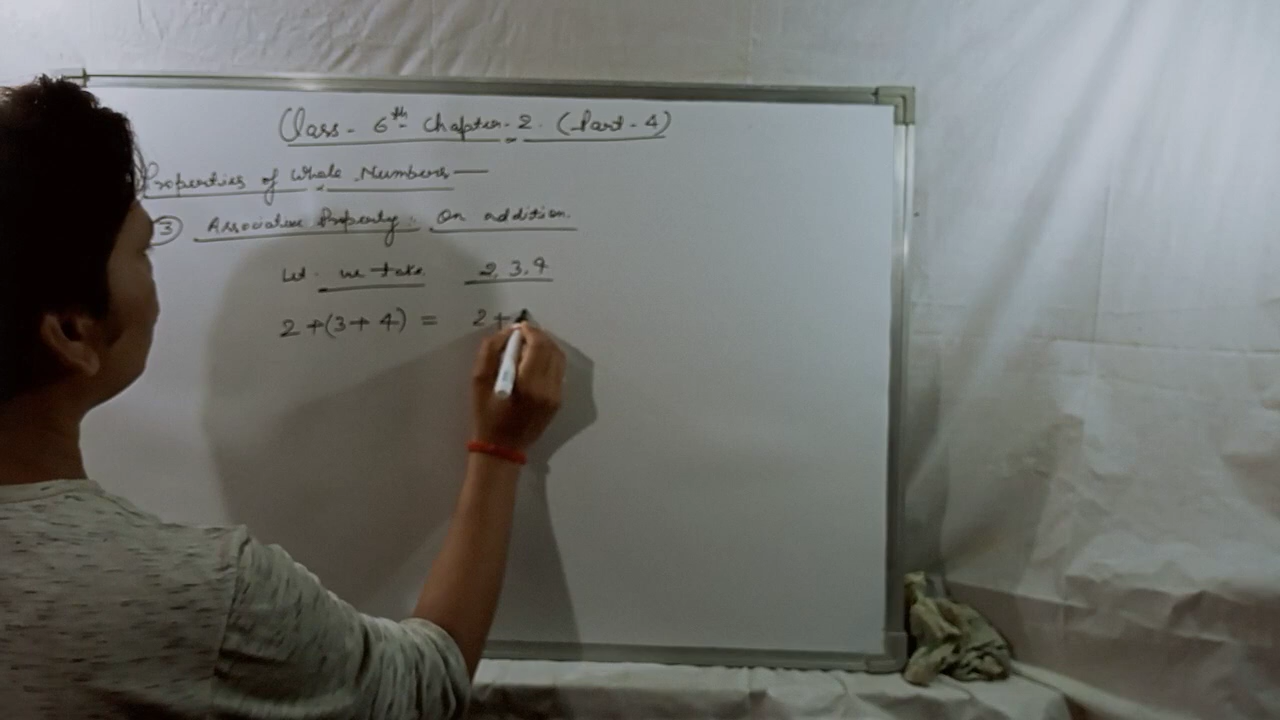 Class - 6th Chapter - 2. (Part - 4)
Properties of Whole Numbers —
③ Associative Property : On addition.
Let we take 2, 3, 4
2 + (3 + 4) = 2 +